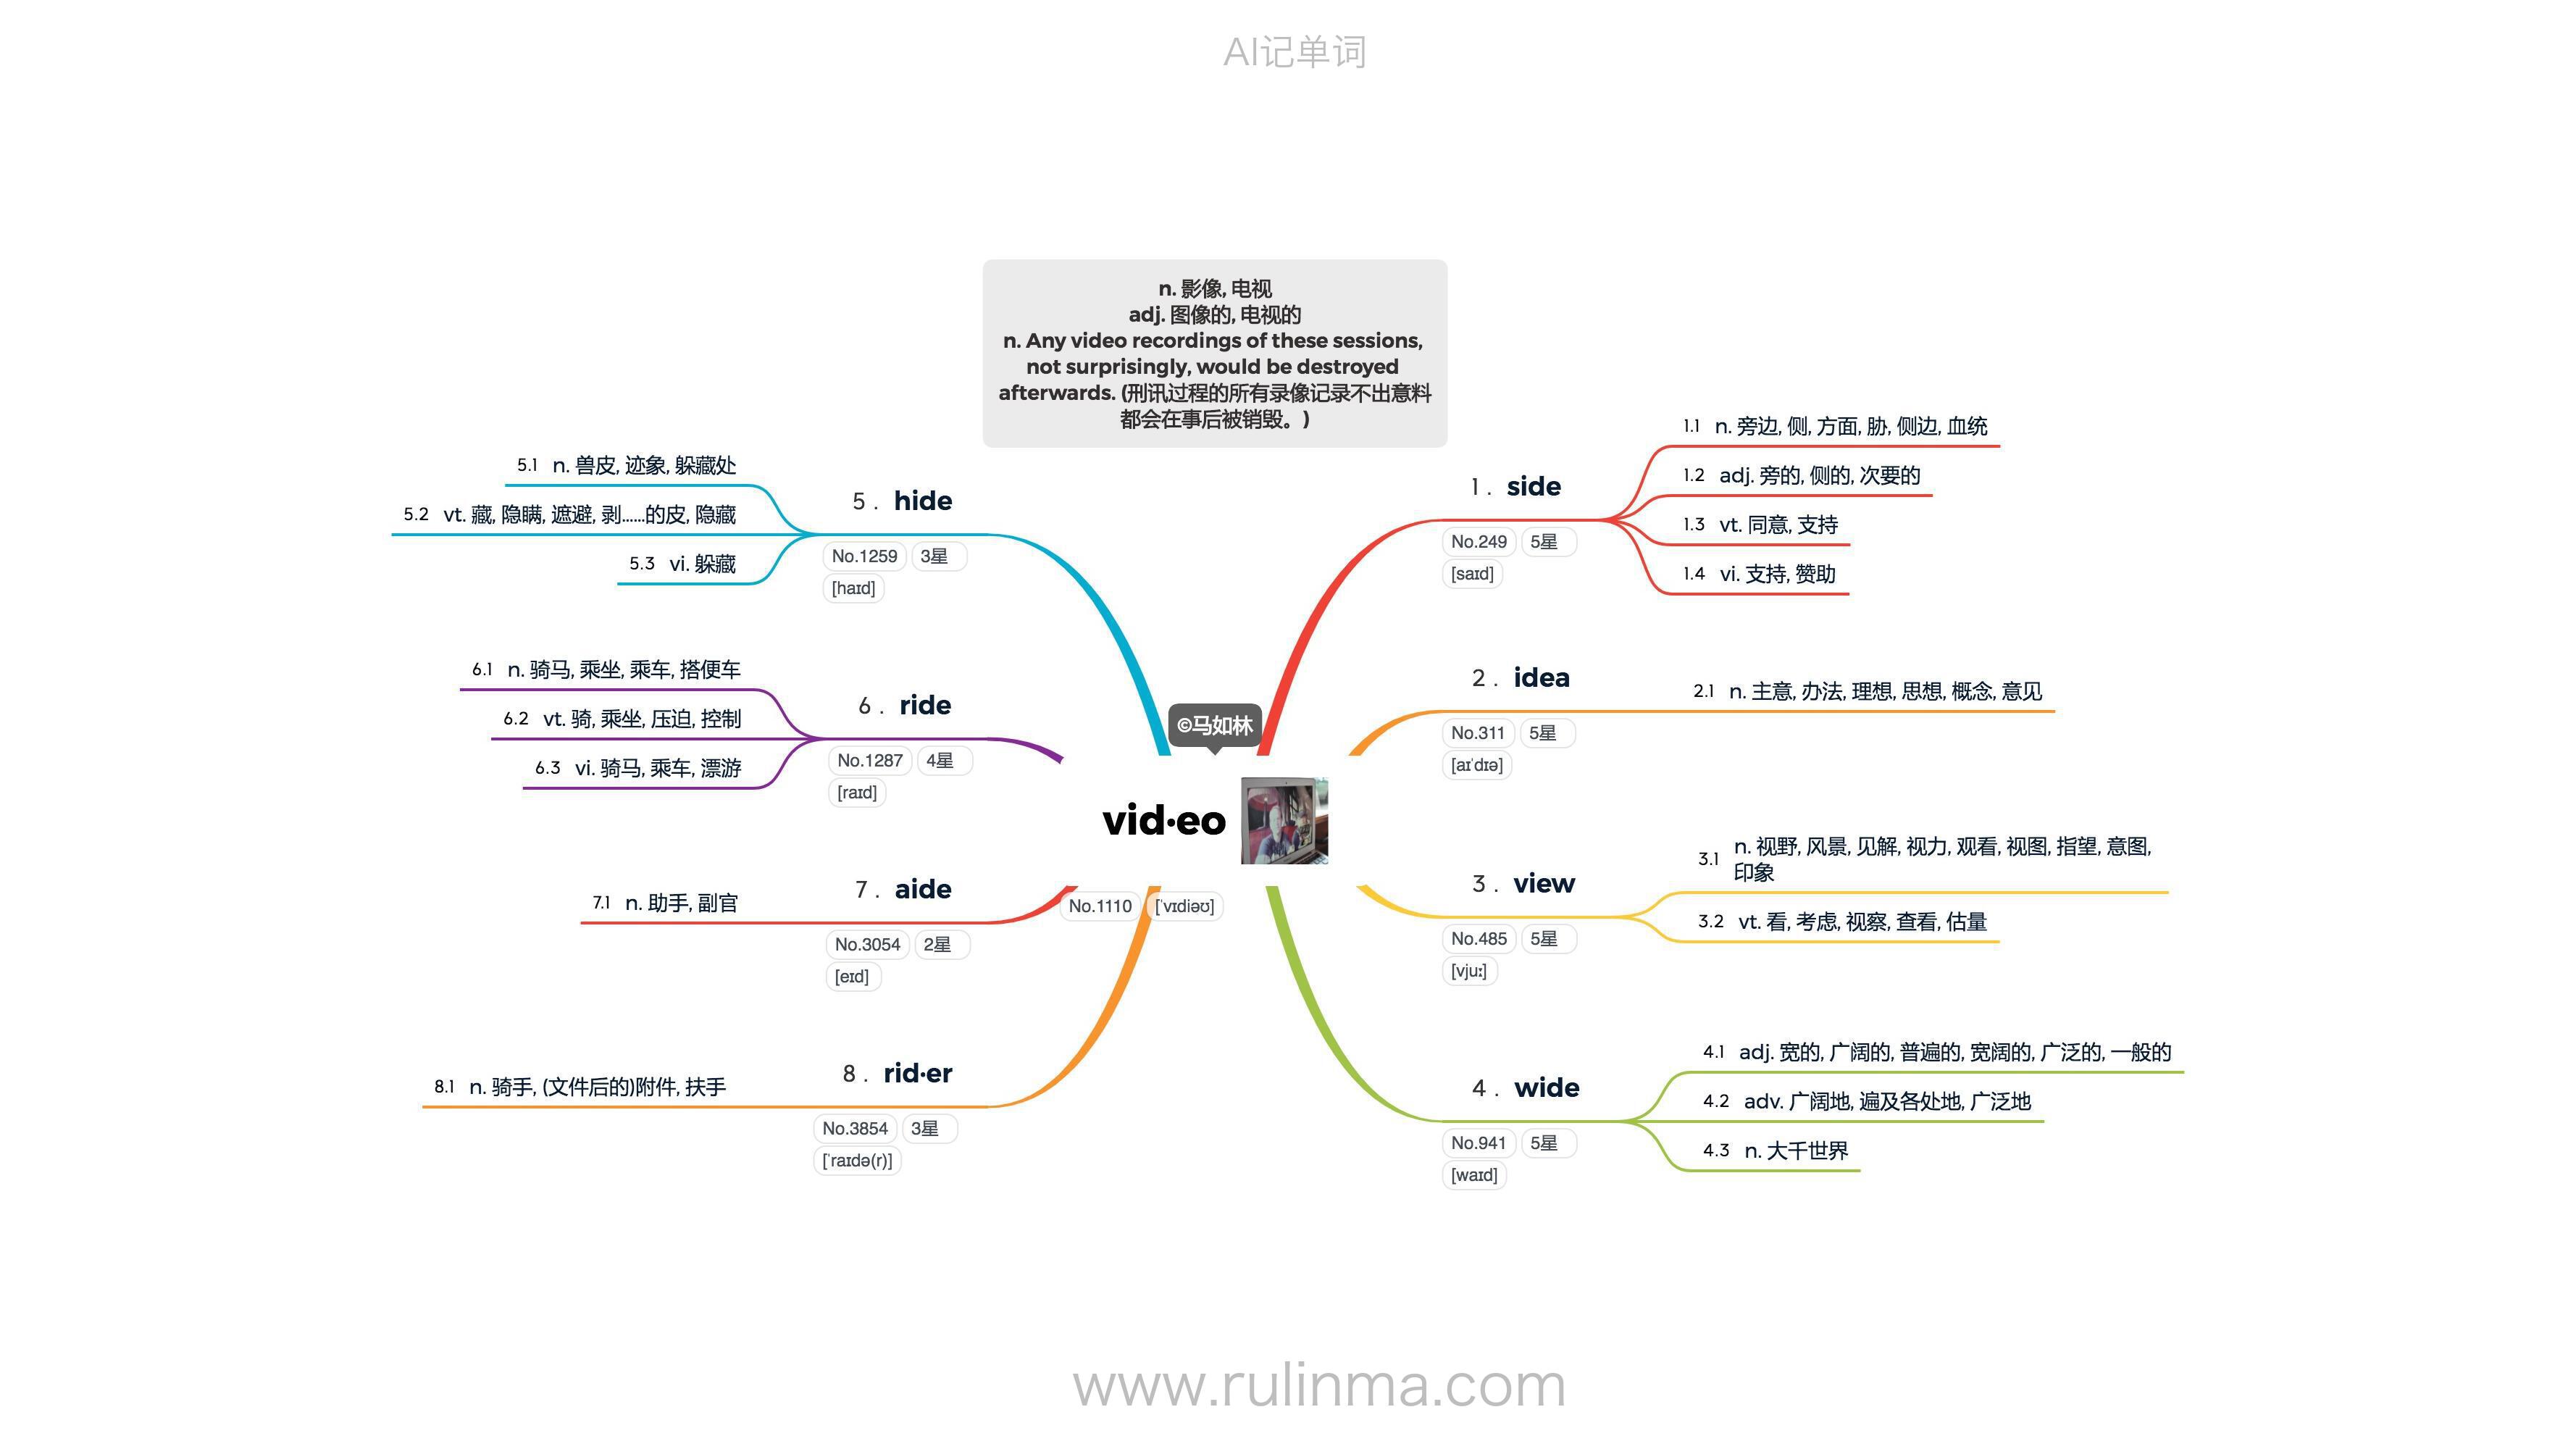 AI记单词
n. 影像, 电视
adj. 图像的, 电视的
n. Any video recordings of these sessions,
not surprisingly, would be destroyed
afterwards. (刑讯过程的所有录像记录不出意料
都会在事后被销毁。)
©马如林
vid·eo
No.1110 [ˈvɪdiəʊ]
1 . side
No.249 5星
[saɪd]
1.1 n. 旁边, 侧, 方面, 胁, 侧边, 血统
1.2 adj. 旁的, 侧的, 次要的
1.3 vt. 同意, 支持
1.4 vi. 支持, 赞助
2 . idea
No.311 5星
[aɪˈdɪə]
2.1 n. 主意, 办法, 理想, 思想, 概念, 意见
3 . view
No.485 5星
[vjuː]
3.1 n. 视野, 风景, 见解, 视力, 观看, 视图, 指望, 意图,
印象
3.2 vt. 看, 考虑, 视察, 查看, 估量
4 . wide
No.941 5星
[waɪd]
4.1 adj. 宽的, 广阔的, 普遍的, 宽阔的, 广泛的, 一般的
4.2 adv. 广阔地, 遍及各处地, 广泛地
4.3 n. 大千世界
5 . hide
No.1259 3星
[haɪd]
5.1 n. 兽皮, 迹象, 躲藏处
5.2 vt. 藏, 隐瞒, 遮避, 剥……的皮, 隐藏
5.3 vi. 躲藏
6 . ride
No.1287 4星
[raɪd]
6.1 n. 骑马, 乘坐, 乘车, 搭便车
6.2 vt. 骑, 乘坐, 压迫, 控制
6.3 vi. 骑马, 乘车, 漂游
7 . aide
No.3054 2星
[eɪd]
7.1 n. 助手, 副官
8 . rid·er
No.3854 3星
[ˈraɪdə(r)]
8.1 n. 骑手, (文件后的)附件, 扶手
www.rulinma.com